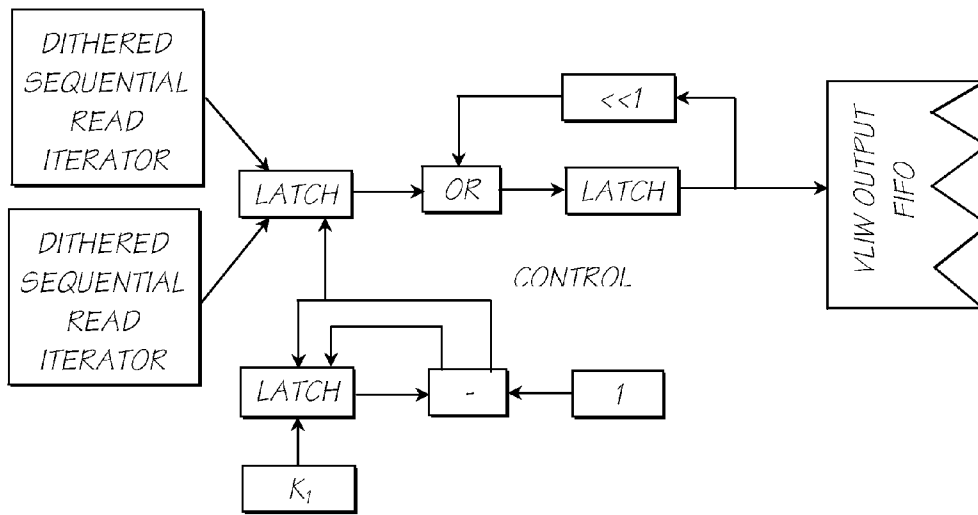 DITHERED
SEQUENTIAL
READ
ITERATOR
<<1
LATCH
OR
LATCH
VLIW OUTPUT
FIFO
DITHERED
SEQUENTIAL
READ
ITERATOR
CONTROL
LATCH
-
1
K₁